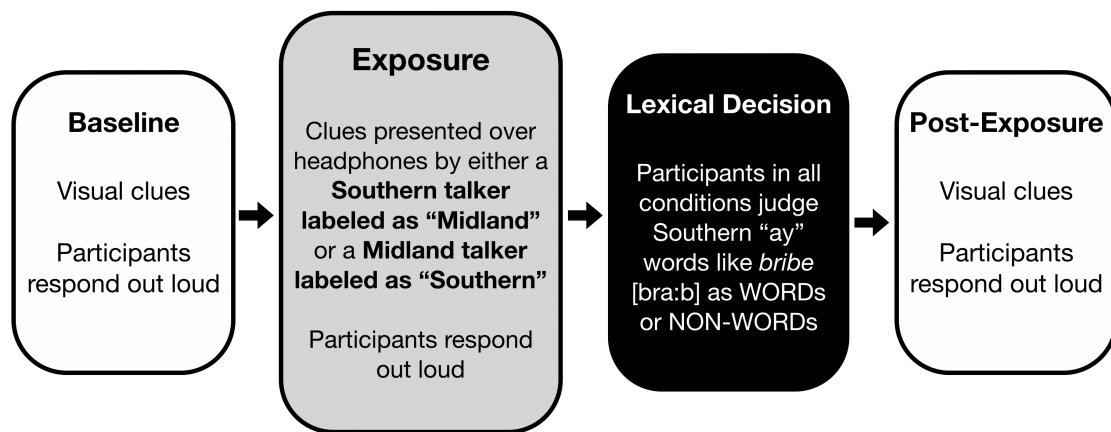 Baseline
Visual clues
Participants
respond out loud
Exposure
Clues presented over
headphones by either a
Southern talker
labeled as “Midland”
or a Midland talker
labeled as “Southern”
Participants respond
out loud
Lexical Decision
Participants in all
conditions judge
Southern “ay”
words like bribe
[bra:b] as WORDs
or NON-WORDs
Post-Exposure
Visual clues
Participants
respond out loud